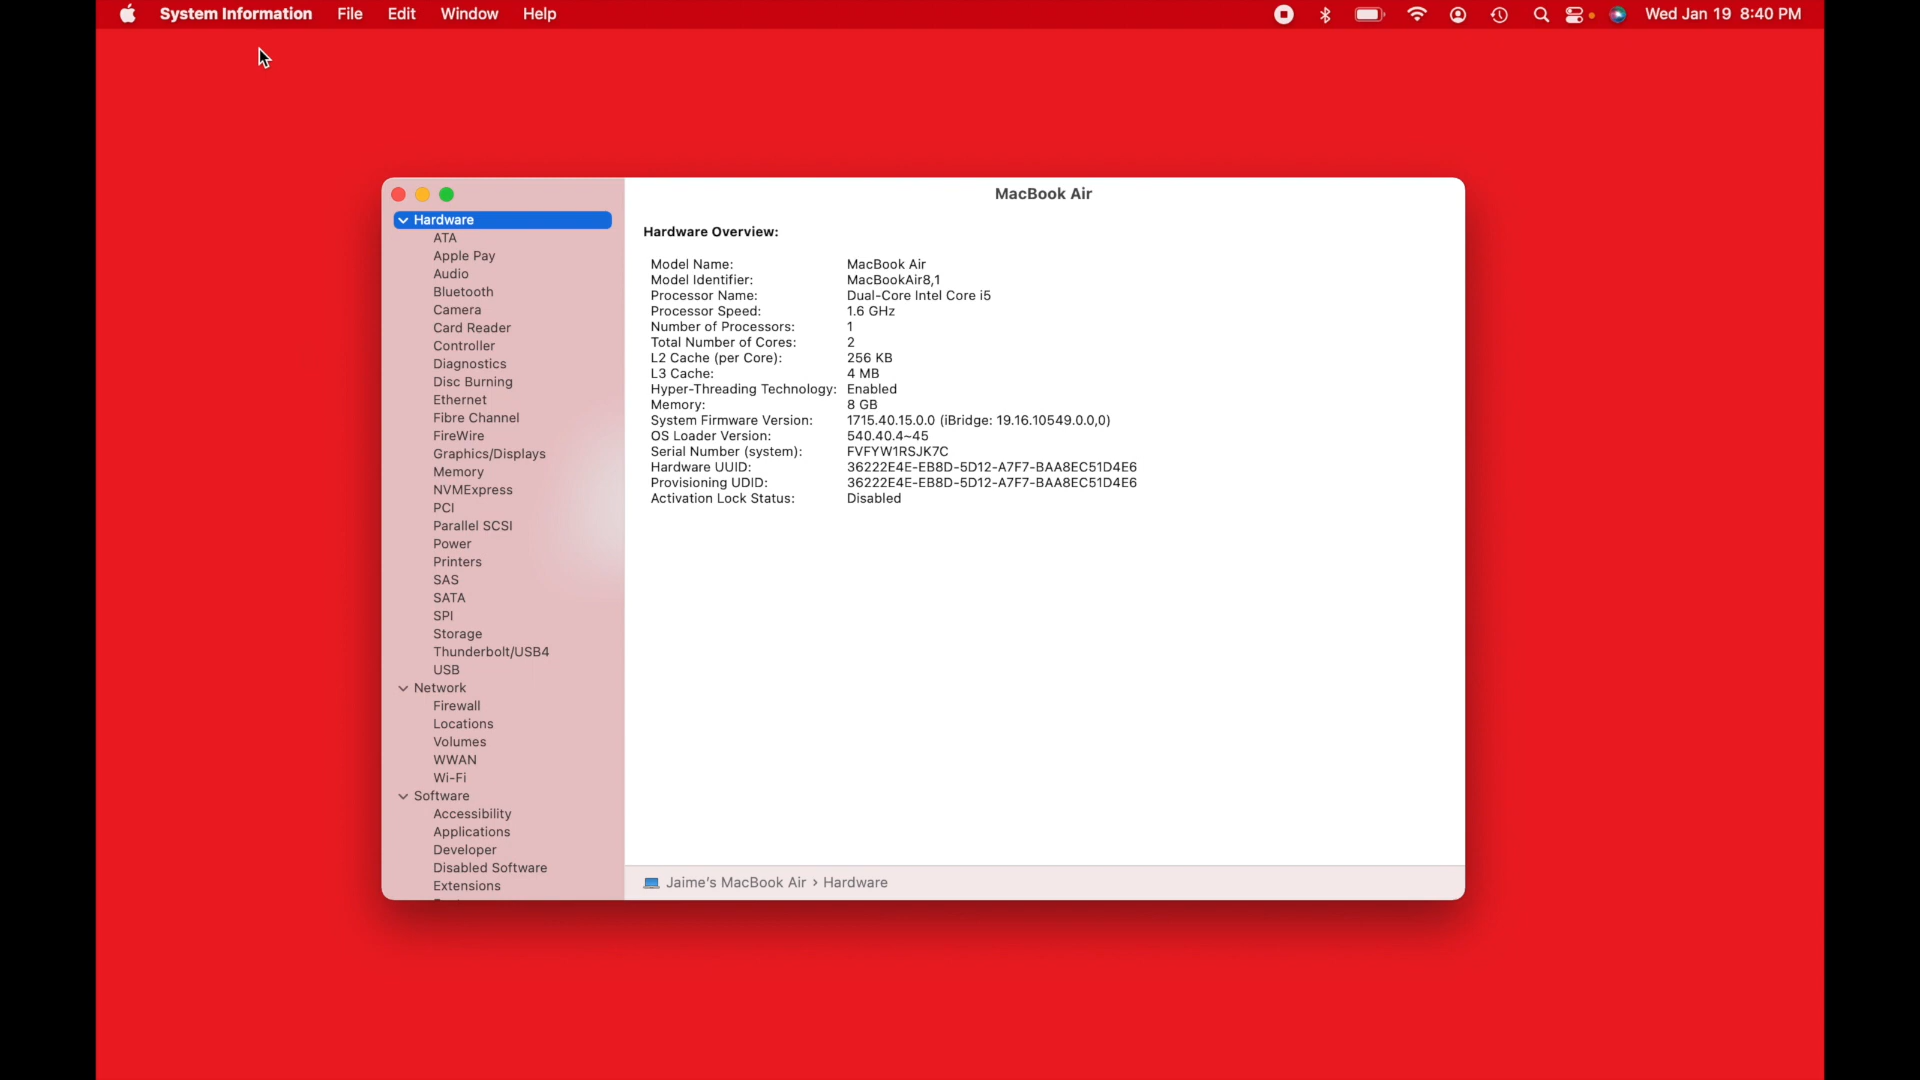 System Information File Edit Window Help Wed Jan 19 8:40 PM
MacBook Air
Hardware
ATA
Apple Pay
Audio
Bluetooth
Camera
Card Reader
Controller
Diagnostics
Disc Burning
Ethernet
Fibre Channel
FireWire
Graphics/Displays
Memory
NVMExpress
PCI
Parallel SCSI
Power
Printers
SAS
SATA
SPI
Storage
Thunderbolt/USB4
USB
Network
Firewall
Locations
Volumes
WWAN
Wi-Fi
Software
Accessibility
Applications
Developer
Disabled Software
Extensions
Hardware Overview:
Model Name: MacBook Air
Model Identifier: MacBookAir8,1
Processor Name: Dual-Core Intel Core i5
Processor Speed: 1.6 GHz
Number of Processors: 1
Total Number of Cores: 2
L2 Cache (per Core): 256 KB
L3 Cache: 4 MB
Hyper-Threading Technology: Enabled
Memory: 8 GB
System Firmware Version: 1715.40.15.0.0 (iBridge: 19.16.10549.0.0,0)
OS Loader Version: 540.40.4~45
Serial Number (system): FVFYW1RSJK7C
Hardware UUID: 36222E4E-EB8D-5D12-A7F7-BAA8EC51D4E6
Provisioning UDID: 36222E4E-EB8D-5D12-A7F7-BAA8EC51D4E6
Activation Lock Status: Disabled
Jaime's MacBook Air › Hardware